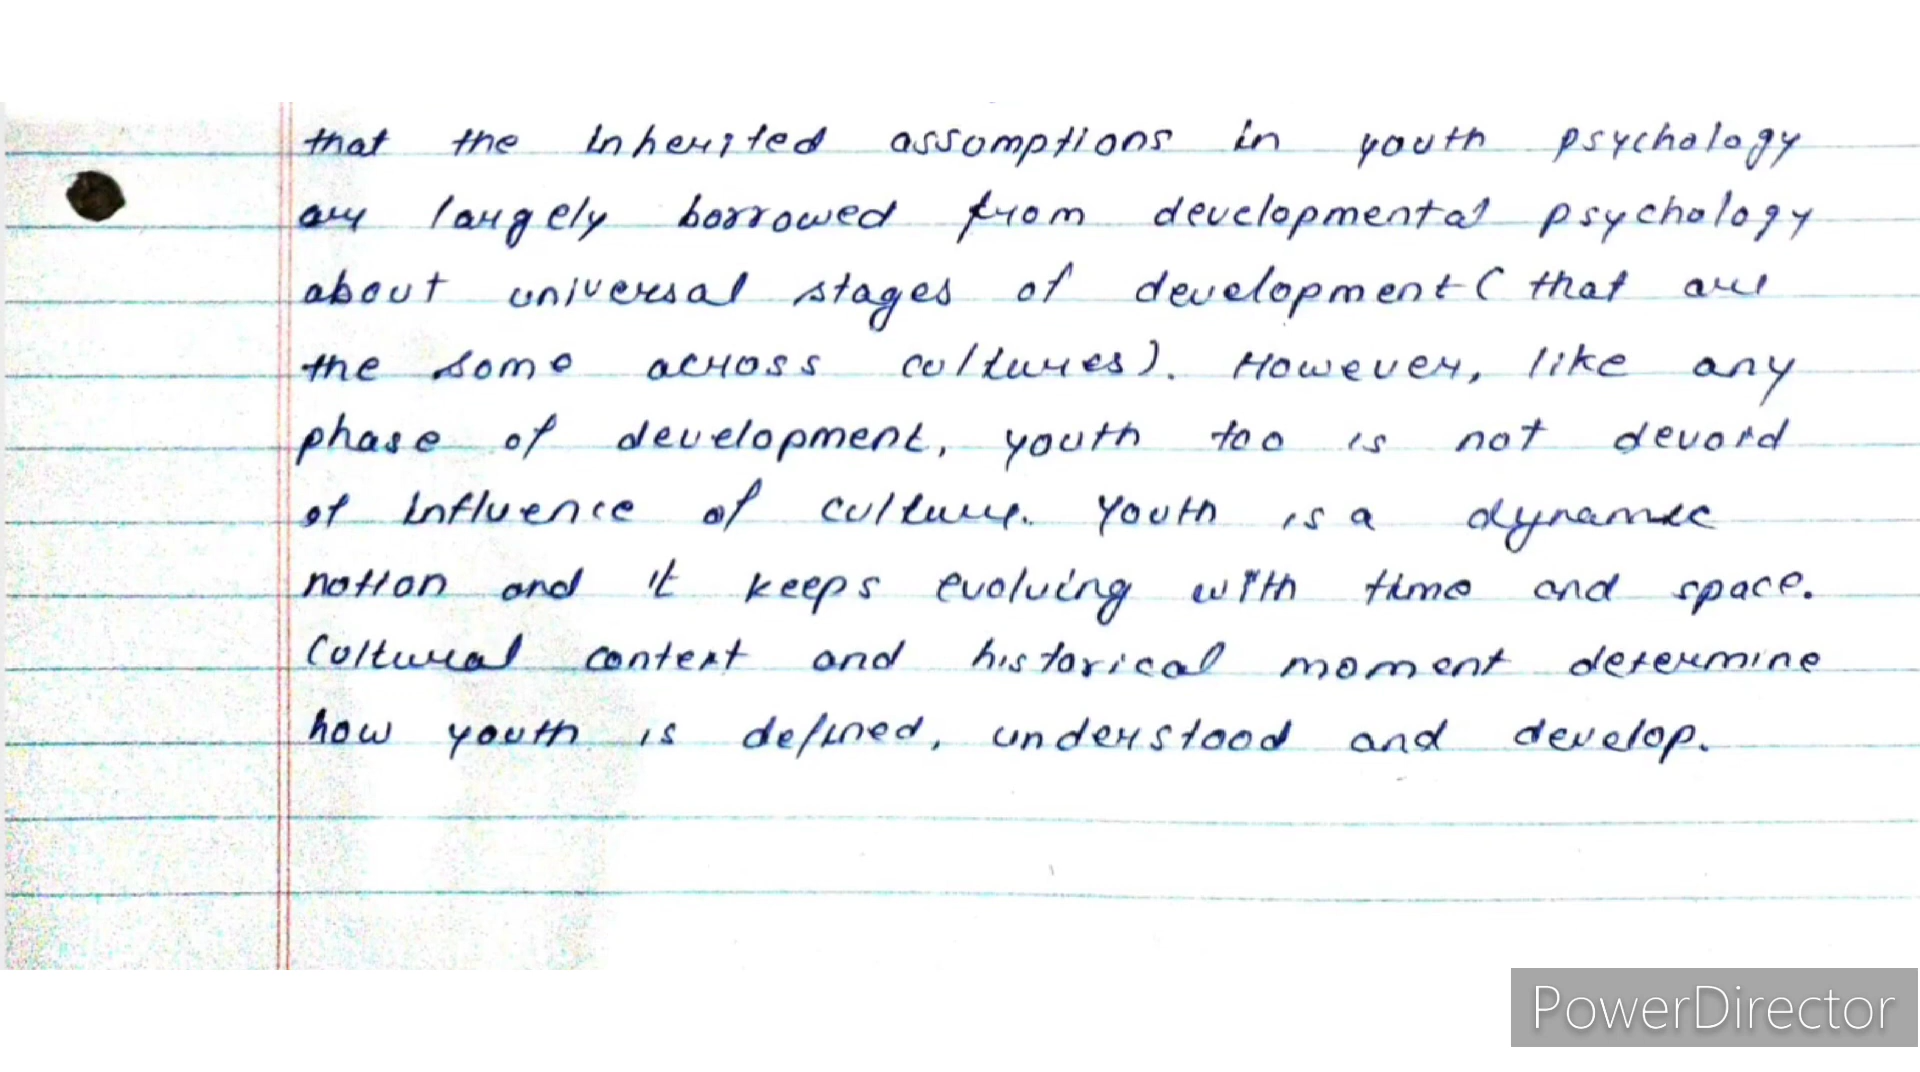 that the inherited assumptions in youth psychology
are largely borrowed from developmental psychology
about universal stages of development (that are
the same across cultures). However, like any
phase of development, youth too is not devoid
of influence of culture. Youth is a dynamic
notion and it keeps evolving with time and space.
Cultural context and historical moment determine
how youth is defined, understood and develop.
PowerDirector